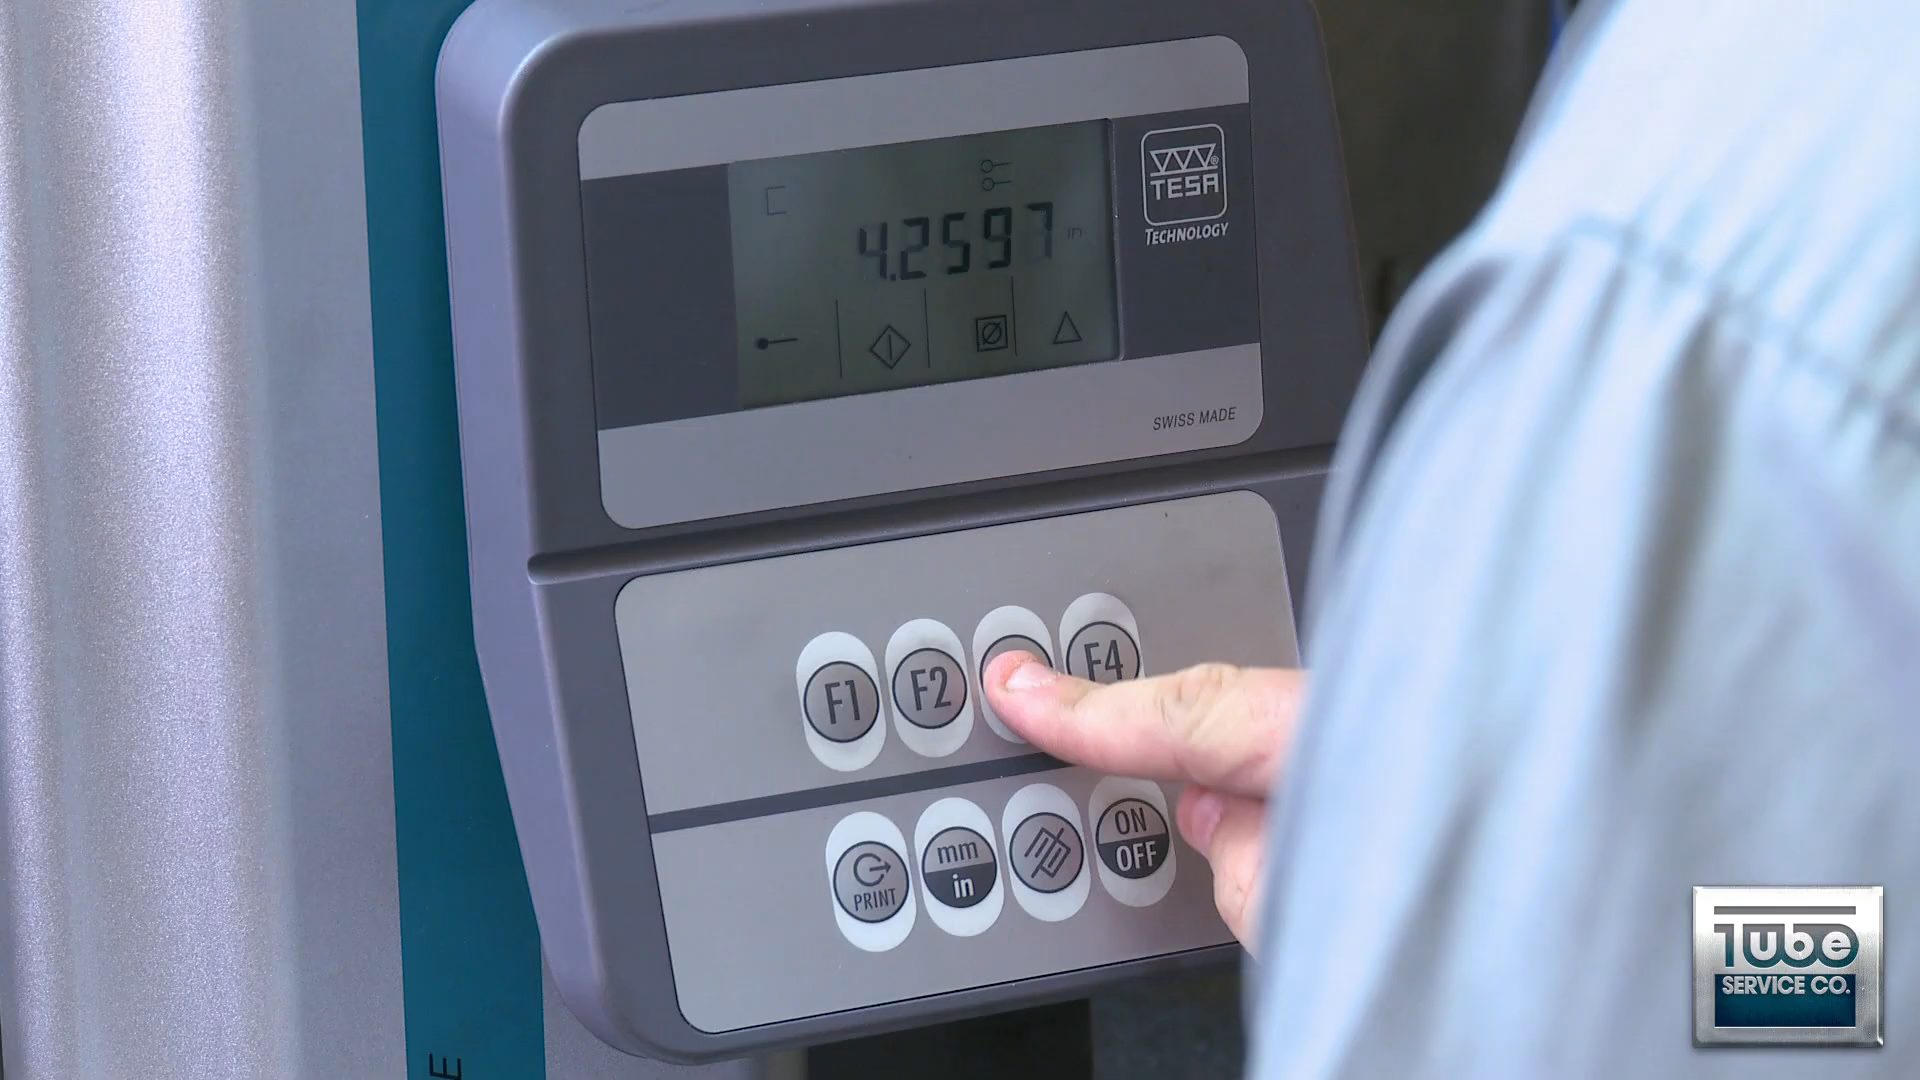 TESA
TECHNOLOGY
4.2597 in
SWISS MADE
F1
F2
F4
PRINT
mm
in
ON
OFF
E
Tube
SERVICE CO.